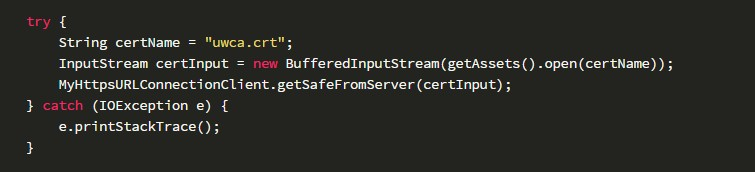 try {
    String certName = "uwca.crt";
    InputStream certInput = new BufferedInputStream(getAssets().open(certName));
    MyHttpsURLConnectionClient.getSafeFromServer(certInput);
} catch (IOException e) {
    e.printStackTrace();
}